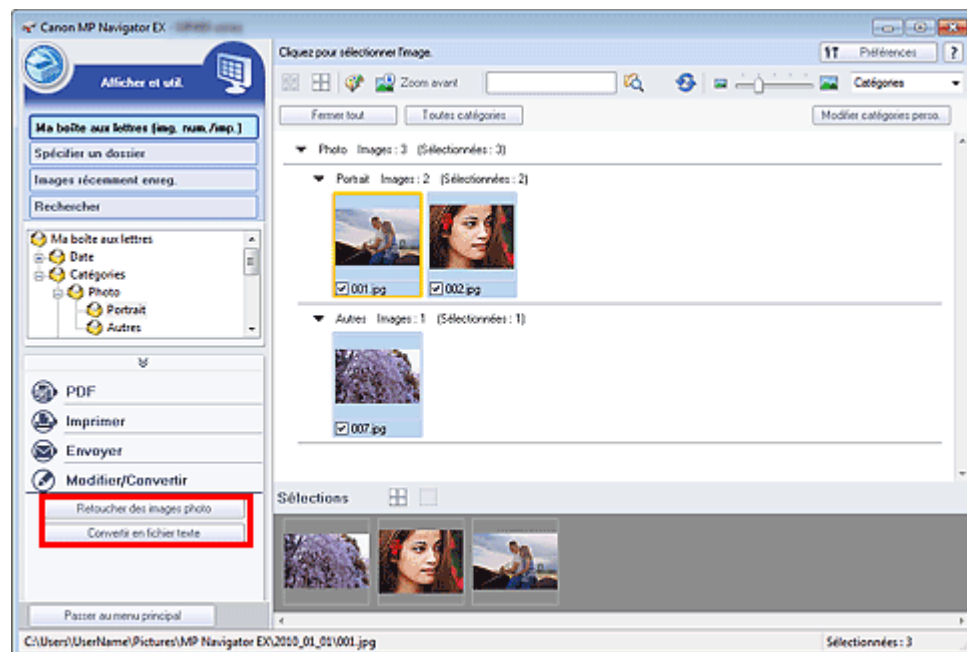 Canon MP Navigator EX
Afficher et util.
Cliquez pour sélectionner l'image.
Préférences
?
Zoom avant
Catégories
Fermer tout
Toutes catégories
Modifier catégories perso.
Ma boîte aux lettres (img. num./imp.)
Spécifier un dossier
Images récemment enreg.
Rechercher
Ma boîte aux lettres
Date
Catégories
Photo
Portrait
Autres
Photo Images : 3 (Sélectionnées : 3)
Portrait Images : 2 (Sélectionnées : 2)
001.jpg
002.jpg
Autres Images : 1 (Sélectionnées : 1)
007.jpg
PDF
Imprimer
Envoyer
Modifier/Convertir
Retoucher des images photo
Convertir en fichier texte
Sélections
Passer au menu principal
C:\Users\UserName\Pictures\MP Navigator EX\2010_01_01\001.jpg
Sélectionnées : 3